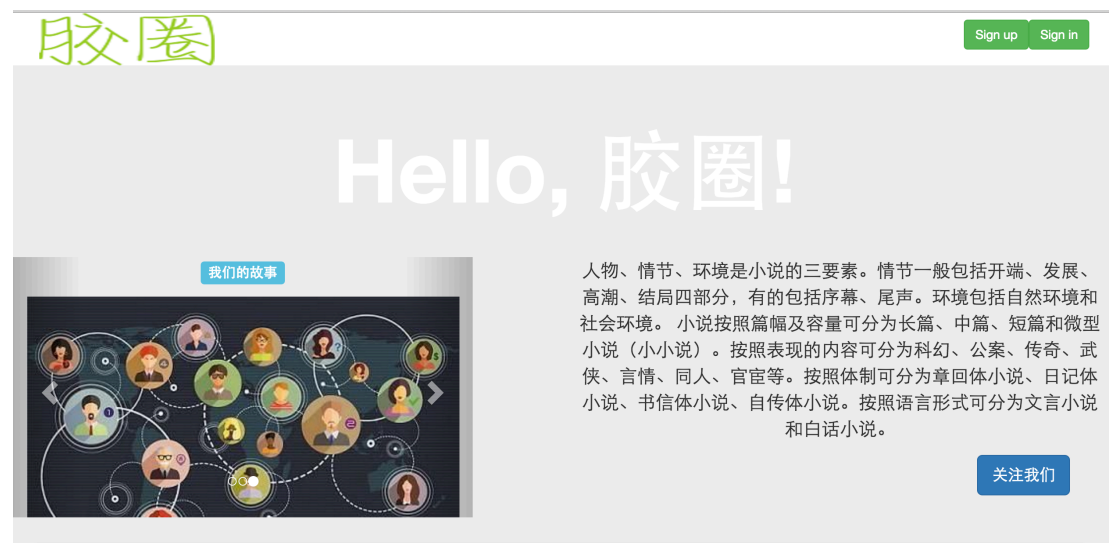 胶圈
Sign up
Sign in
Hello, 胶圈!
我们的故事
人物、情节、环境是小说的三要素。情节一般包括开端、发展、
高潮、结局四部分，有的包括序幕、尾声。环境包括自然环境和
社会环境。 小说按照篇幅及容量可分为长篇、中篇、短篇和微型
小说（小小说）。按照表现的内容可分为科幻、公案、传奇、武
侠、言情、同人、官宦等。按照体制可分为章回体小说、日记体
小说、书信体小说、自传体小说。按照语言形式可分为文言小说
和白话小说。
关注我们